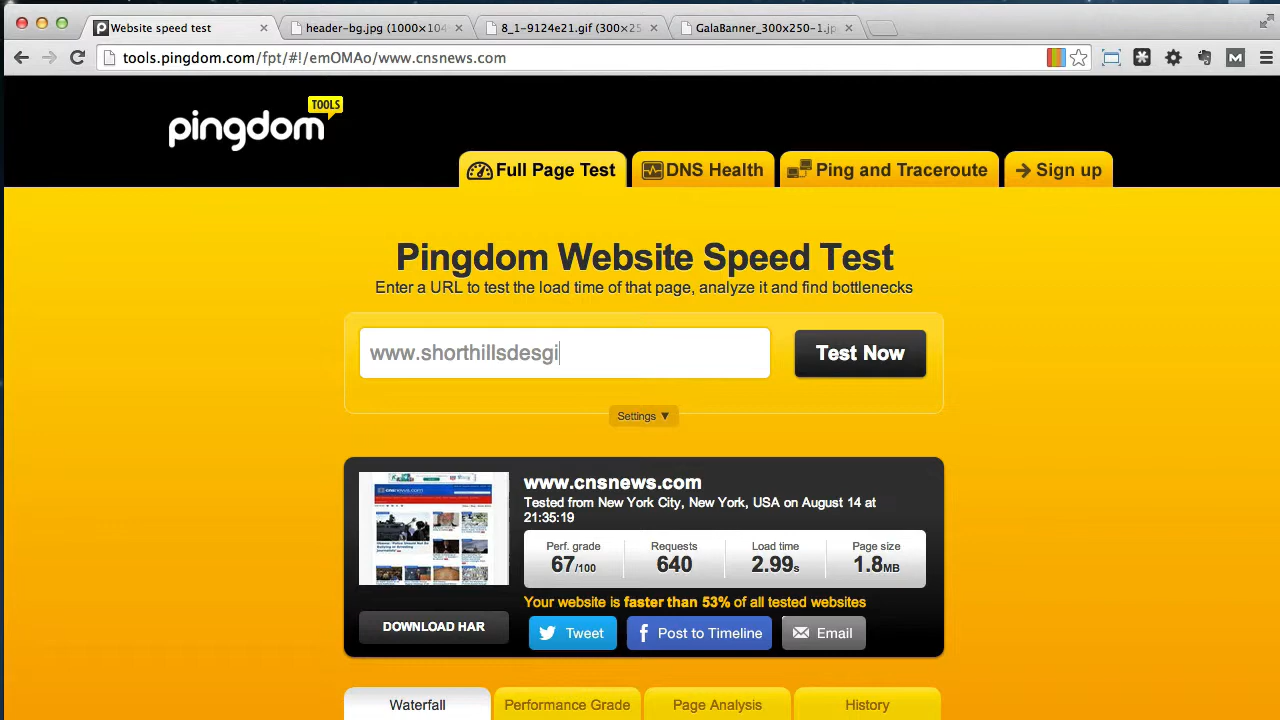 Website speed test
header-bg.jpg (1000×104
8_1-9124e21.gif (300×25
GalaBanner_300x250-1.jp
tools.pingdom.com/fpt/#!/emOMAo/www.cnsnews.com
pingdom
TOOLS
Full Page Test
DNS Health
Ping and Traceroute
Sign up
Pingdom Website Speed Test
Enter a URL to test the load time of that page, analyze it and find bottlenecks
www.shorthillsdesgi
Test Now
Settings ▼
www.cnsnews.com
Tested from New York City, New York, USA on August 14 at
21:35:19
Perf. grade
Requests
Load time
Page size
67/100
640
2.99s
1.8MB
Your website is faster than 53% of all tested websites
DOWNLOAD HAR
Tweet
Post to Timeline
Email
Waterfall
Performance Grade
Page Analysis
History